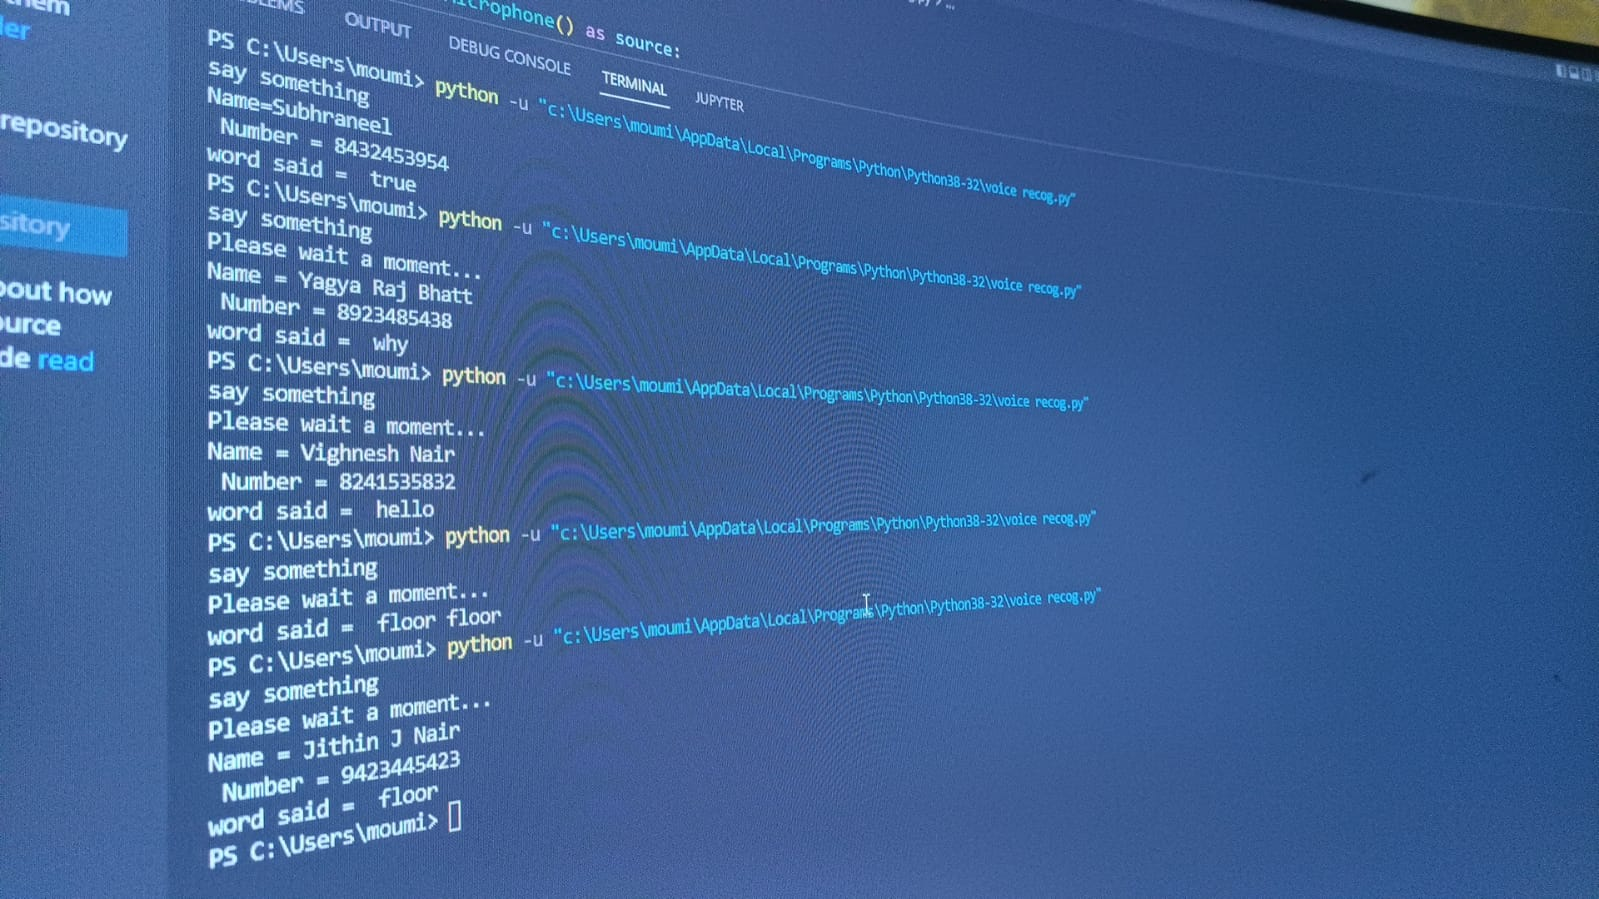 them
der
repository
sitory
bout how
ource
de read
icrophone() as source:
BLEMS OUTPUT DEBUG CONSOLE TERMINAL JUPYTER
PS C:\Users\moumi> python -u "c:\Users\moumi\AppData\Local\Programs\Python\Python38-32\voice recog.py"
say something
Name=Subhraneel
Number = 8432453954
word said = true
PS C:\Users\moumi> python -u "c:\Users\moumi\AppData\Local\Programs\Python\Python38-32\voice recog.py"
say something
Please wait a moment...
Name = Yagya Raj Bhatt
Number = 8923485438
word said = why
PS C:\Users\moumi> python -u "c:\Users\moumi\AppData\Local\Programs\Python\Python38-32\voice recog.py"
say something
Please wait a moment...
Name = Vighnesh Nair
Number = 8241535832
word said = hello
PS C:\Users\moumi> python -u "c:\Users\moumi\AppData\Local\Programs\Python\Python38-32\voice recog.py"
say something
Please wait a moment...
word said = floor floor
PS C:\Users\moumi> python -u "c:\Users\moumi\AppData\Local\Programs\Python\Python38-32\voice recog.py"
say something
Please wait a moment...
Name = Jithin J Nair
Number = 9423445423
word said = floor
PS C:\Users\moumi>